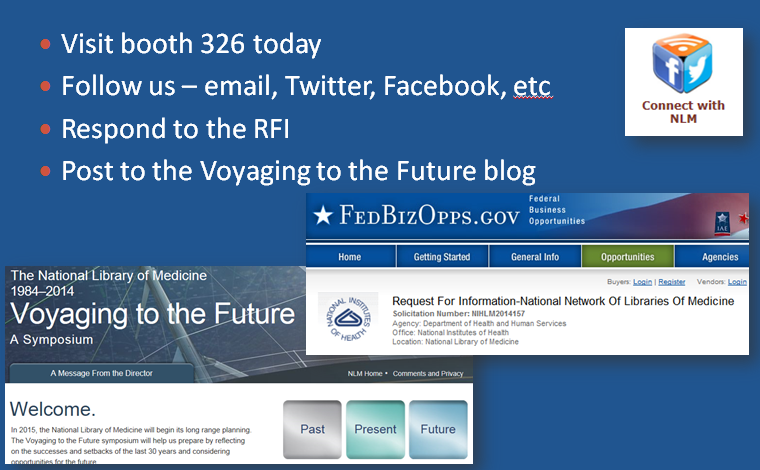 Visit booth 326 today
Follow us – email, Twitter, Facebook, etc
Respond to the RFI
Post to the Voyaging to the Future blog
Connect with
NLM
FEDBIZOPPS.GOV
Federal
Business
Opportunities
IAE
Home Getting Started General Info Opportunities Agencies
Buyers: Login | Register Vendors: Login
NATIONAL INSTITUTES OF HEALTH
Request For Information-National Network Of Libraries Of Medicine
Solicitation Number: NIHLM2014157
Agency: Department of Health and Human Services
Office: National Institutes of Health
Location: National Library of Medicine
The National Library of Medicine
1984–2014
Voyaging to the Future
A Symposium
A Message From the Director
NLM Home • Comments and Privacy
Welcome.
In 2015, the National Library of Medicine will begin its long range planning.
The Voyaging to the Future symposium will help us prepare by reflecting
on the successes and setbacks of the last 30 years and considering
opportunities for the future.
Past Present Future